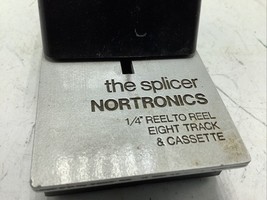 the splicer
NORTRONICS
1/4" REEL TO REEL
EIGHT TRACK
& CASSETTE